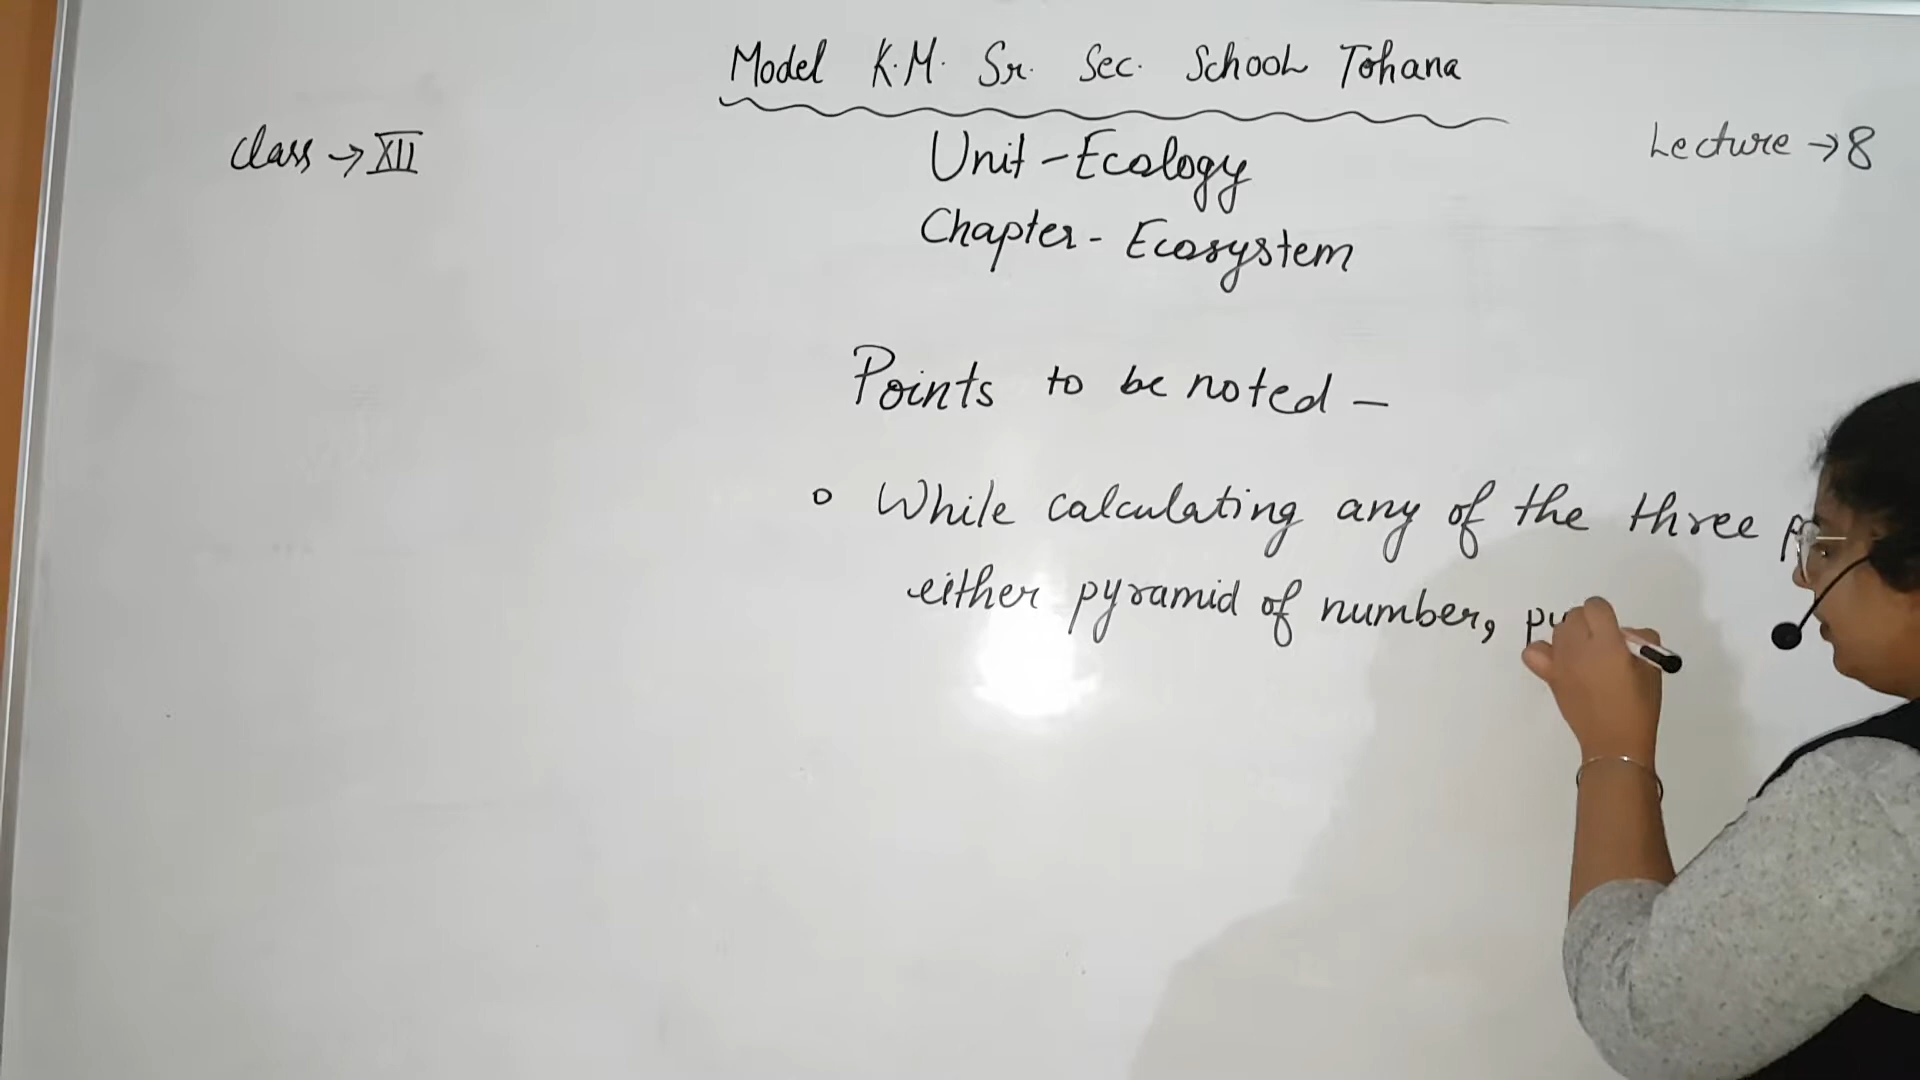 Model K.M. Sr. Sec. School Tohana
Class → XII
Lecture → 8
Unit - Ecology
Chapter - Ecosystem
Points to be noted -
While calculating any of the three
either pyramid of number,